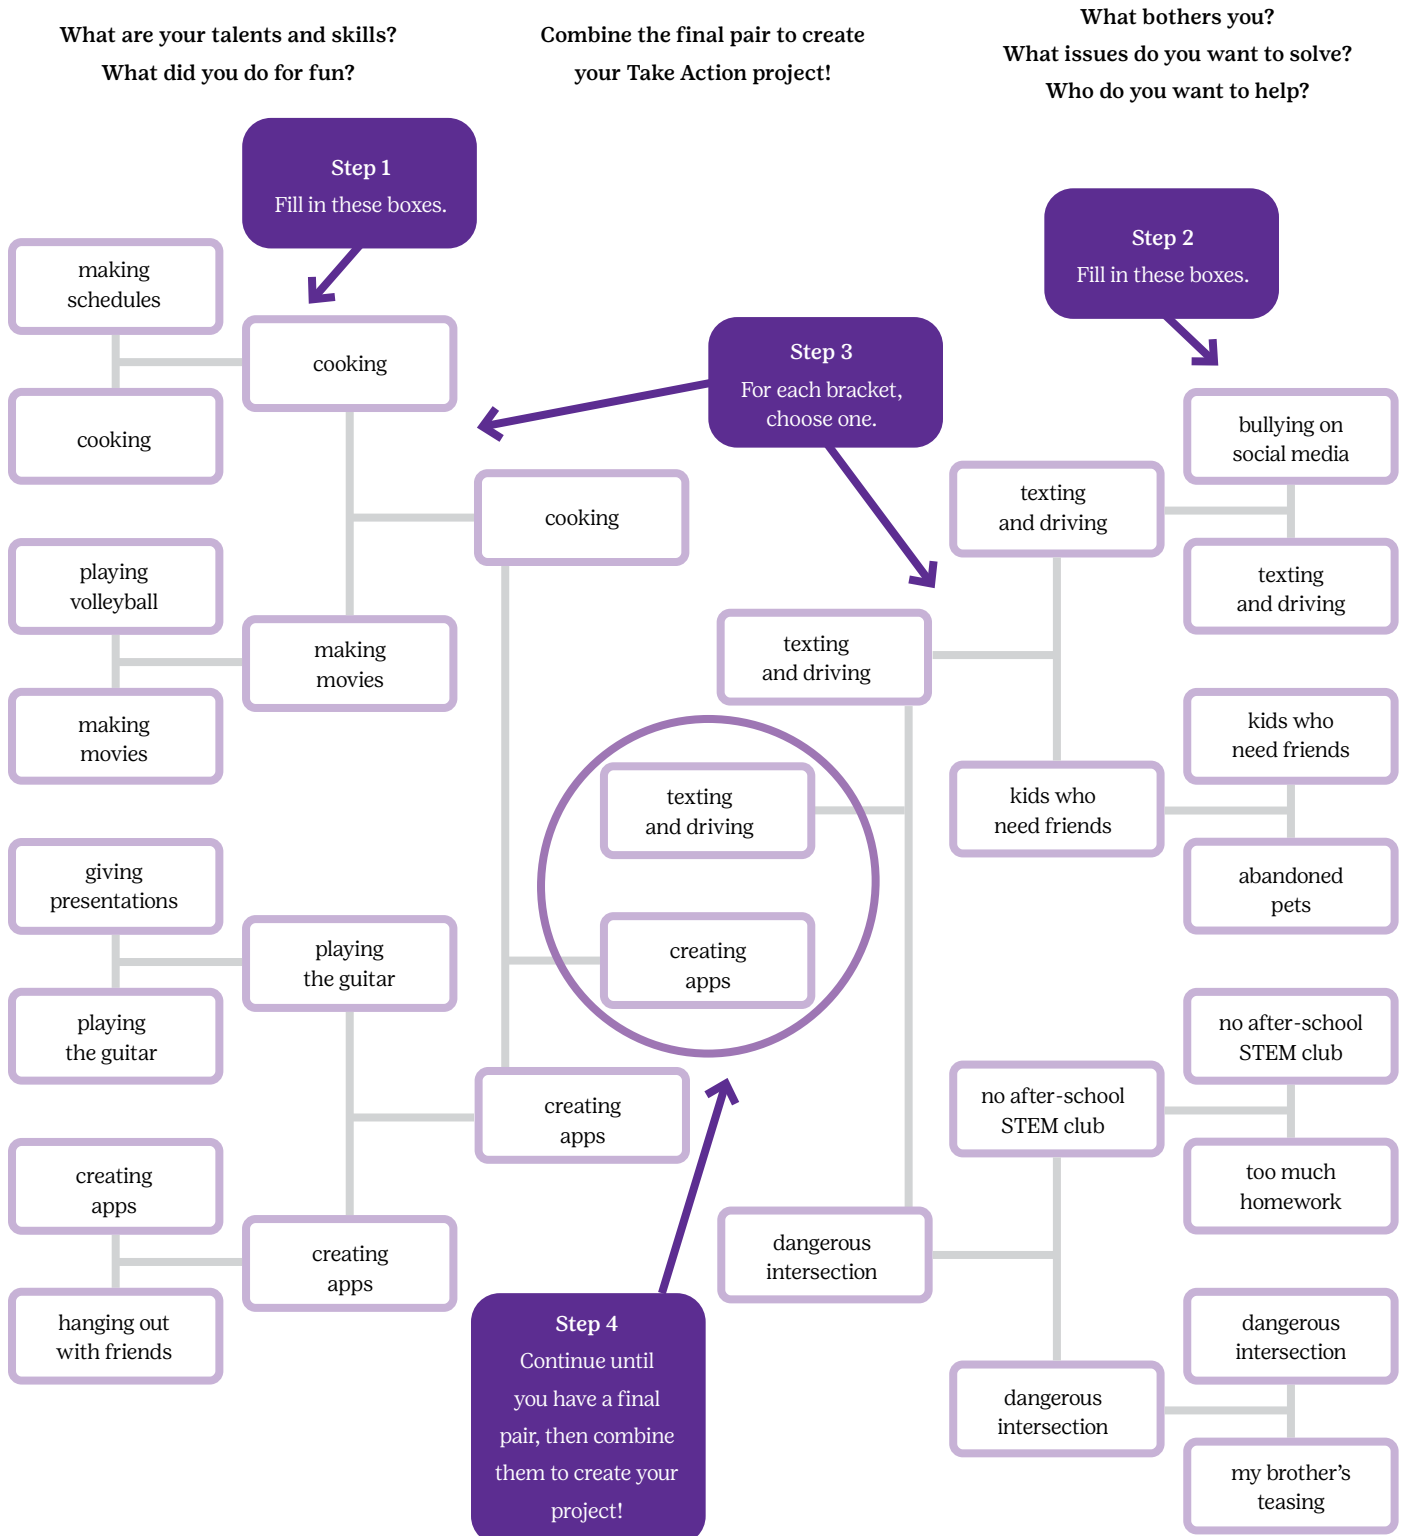 What are your talents and skills?
What did you do for fun?
Combine the final pair to create
your Take Action project!
What bothers you?
What issues do you want to solve?
Who do you want to help?
Step 1
Fill in these boxes.
Step 2
Fill in these boxes.
Step 3
For each bracket,
choose one.
making
schedules
cooking
cooking
playing
volleyball
making
movies
making
movies
cooking
giving
presentations
playing
the guitar
playing
the guitar
creating
apps
hanging out
with friends
creating
apps
creating
apps
texting
and driving
creating
apps
texting
and driving
dangerous
intersection
texting
and driving
kids who
need friends
no after-school
STEM club
dangerous
intersection
bullying on
social media
texting
and driving
kids who
need friends
abandoned
pets
no after-school
STEM club
too much
homework
dangerous
intersection
my brother’s
teasing
Step 4
Continue until
you have a final
pair, then combine
them to create your
project!